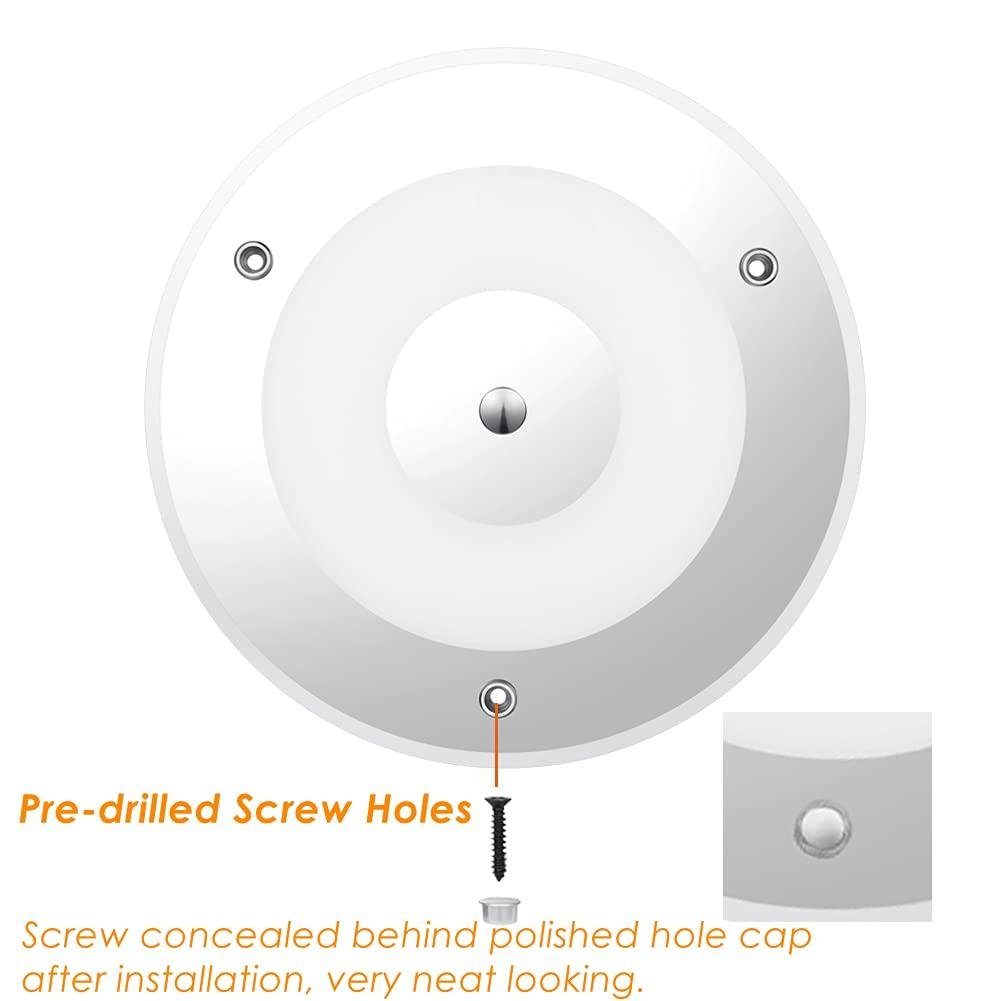 Pre-drilled Screw Holes
Screw concealed behind polished hole cap
after installation, very neat looking.